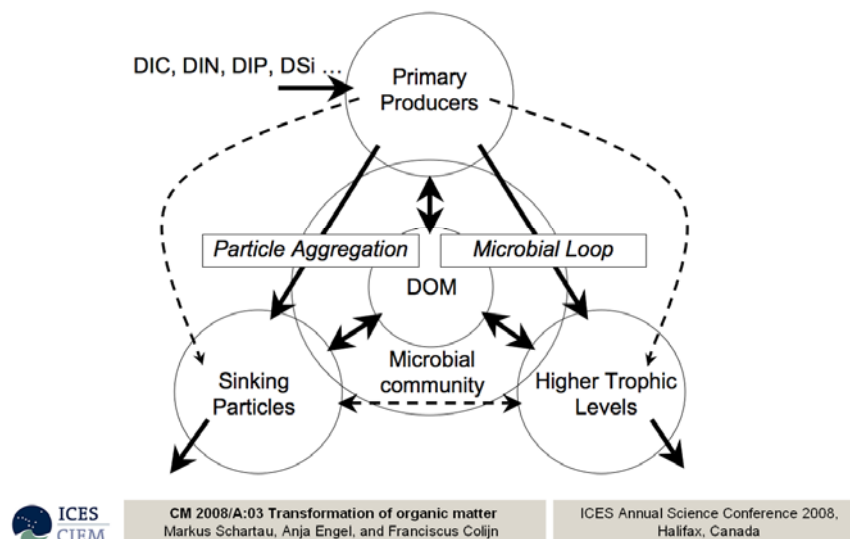 DIC, DIN, DIP, DSi ...
Primary
Producers
Particle Aggregation
Microbial Loop
DOM
Microbial
community
Sinking
Particles
Higher Trophic
Levels
ICES
CIEM
CM 2008/A:03 Transformation of organic matter
Markus Schartau, Anja Engel, and Franciscus Colijn
ICES Annual Science Conference 2008,
Halifax, Canada